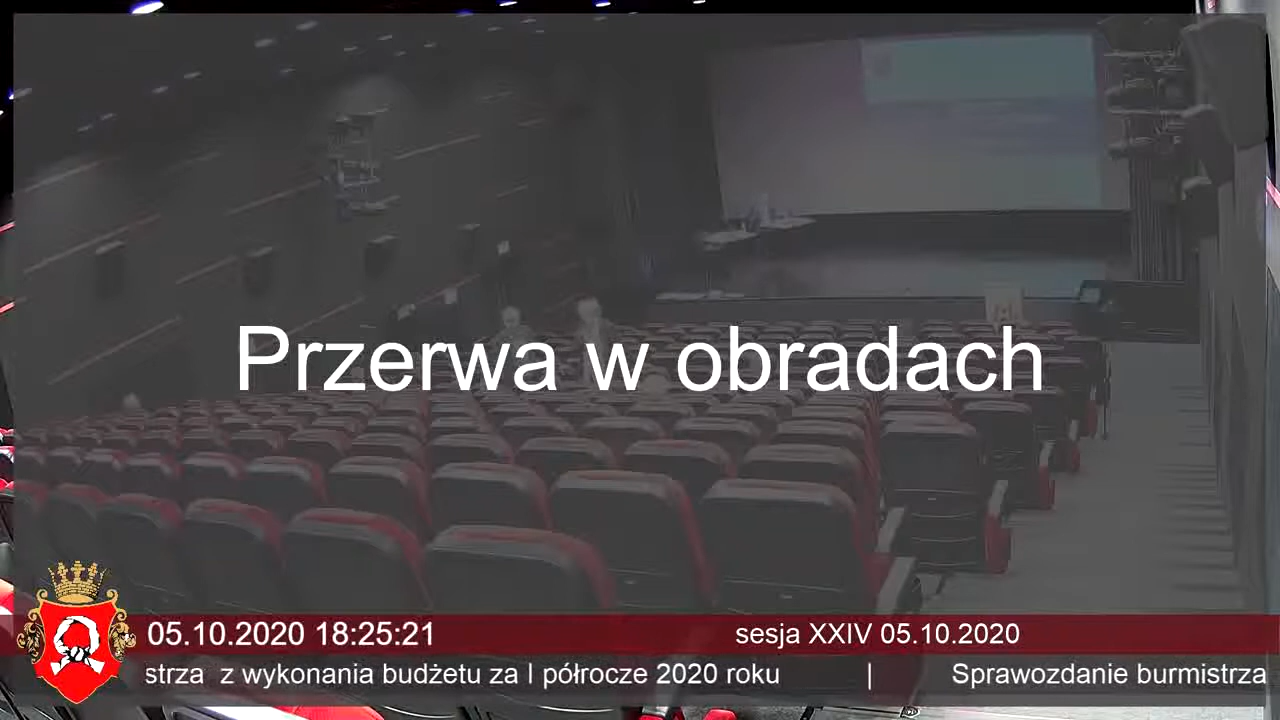 Przerwa w obradach
05.10.2020 18:25:21
sesja XXIV 05.10.2020
strza z wykonania budżetu za I półrocze 2020 roku | Sprawozdanie burmistrza